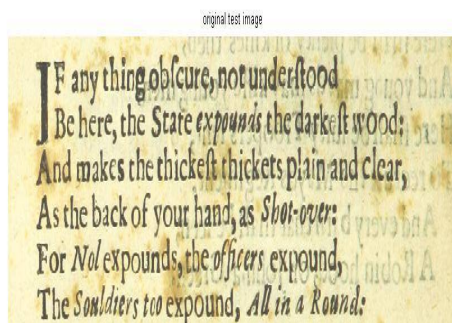 original test image
IF any thing obſcure, not underſtood
Be here, the State expounds the darkeſt wood:
And makes the thickeſt thickets plain and clear,
As the back of your hand, as Shot-over:
For Nol expounds, the officers expound,
The Souldiers too expound, All in a Round: